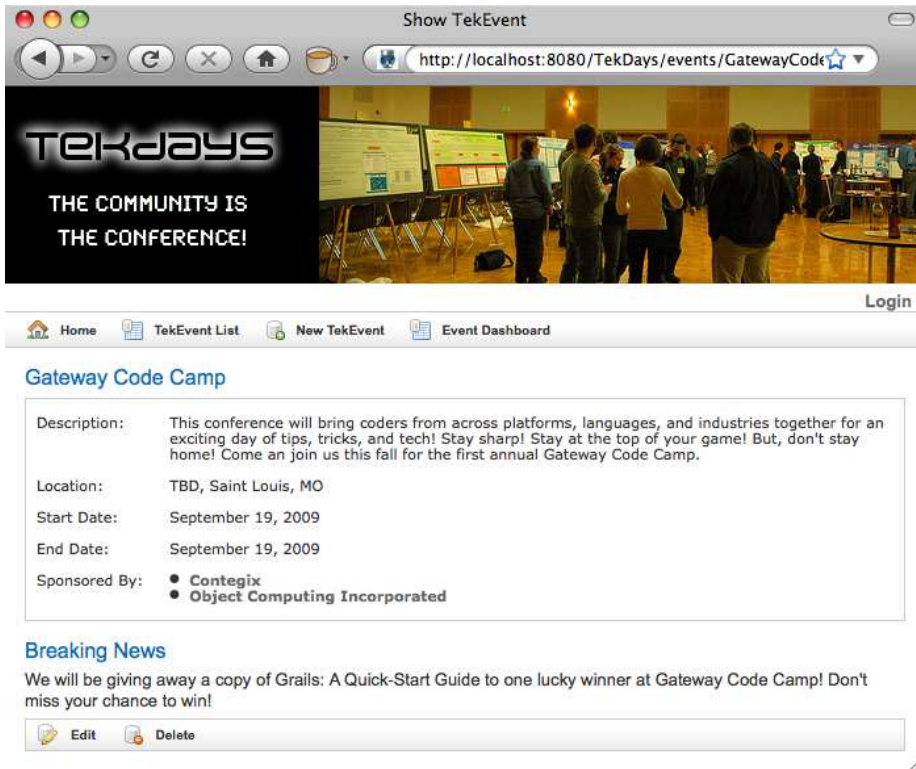 Show TekEvent
http://localhost:8080/TekDays/events/GatewayCode
TEKDAYS
THE COMMUNITY IS
THE CONFERENCE!
Login
Home TekEvent List New TekEvent Event Dashboard
Gateway Code Camp
Description: This conference will bring coders from across platforms, languages, and industries together for an
exciting day of tips, tricks, and tech! Stay sharp! Stay at the top of your game! But, don't stay
home! Come an join us this fall for the first annual Gateway Code Camp.
Location: TBD, Saint Louis, MO
Start Date: September 19, 2009
End Date: September 19, 2009
Sponsored By: • Contegix
• Object Computing Incorporated
Breaking News
We will be giving away a copy of Grails: A Quick-Start Guide to one lucky winner at Gateway Code Camp! Don't
miss your chance to win!
Edit Delete